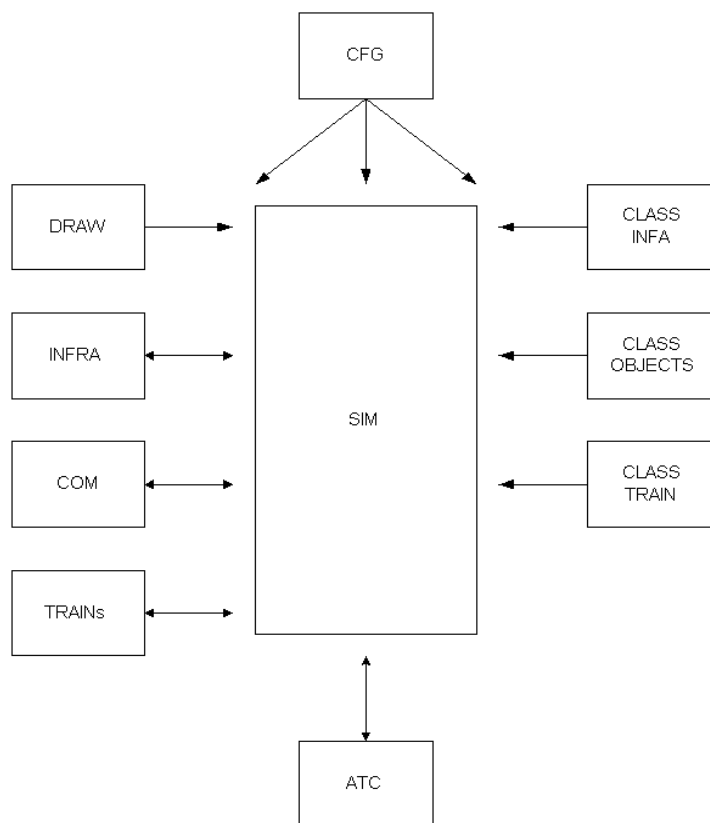 CFG
DRAW
CLASS
INFA
INFRA
CLASS
OBJECTS
SIM
COM
CLASS
TRAIN
TRAINs
ATC